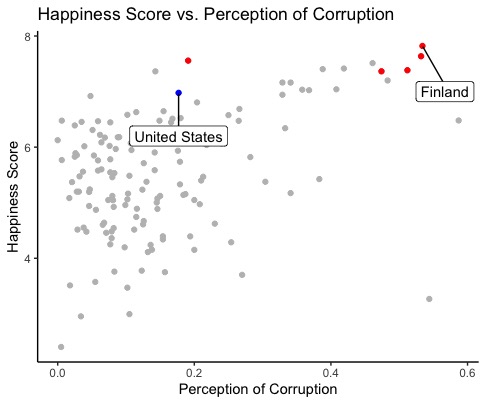 Happiness Score vs. Perception of Corruption
8
Finland
United States
6
Happiness Score
4
0.0 0.2 0.4 0.6
Perception of Corruption